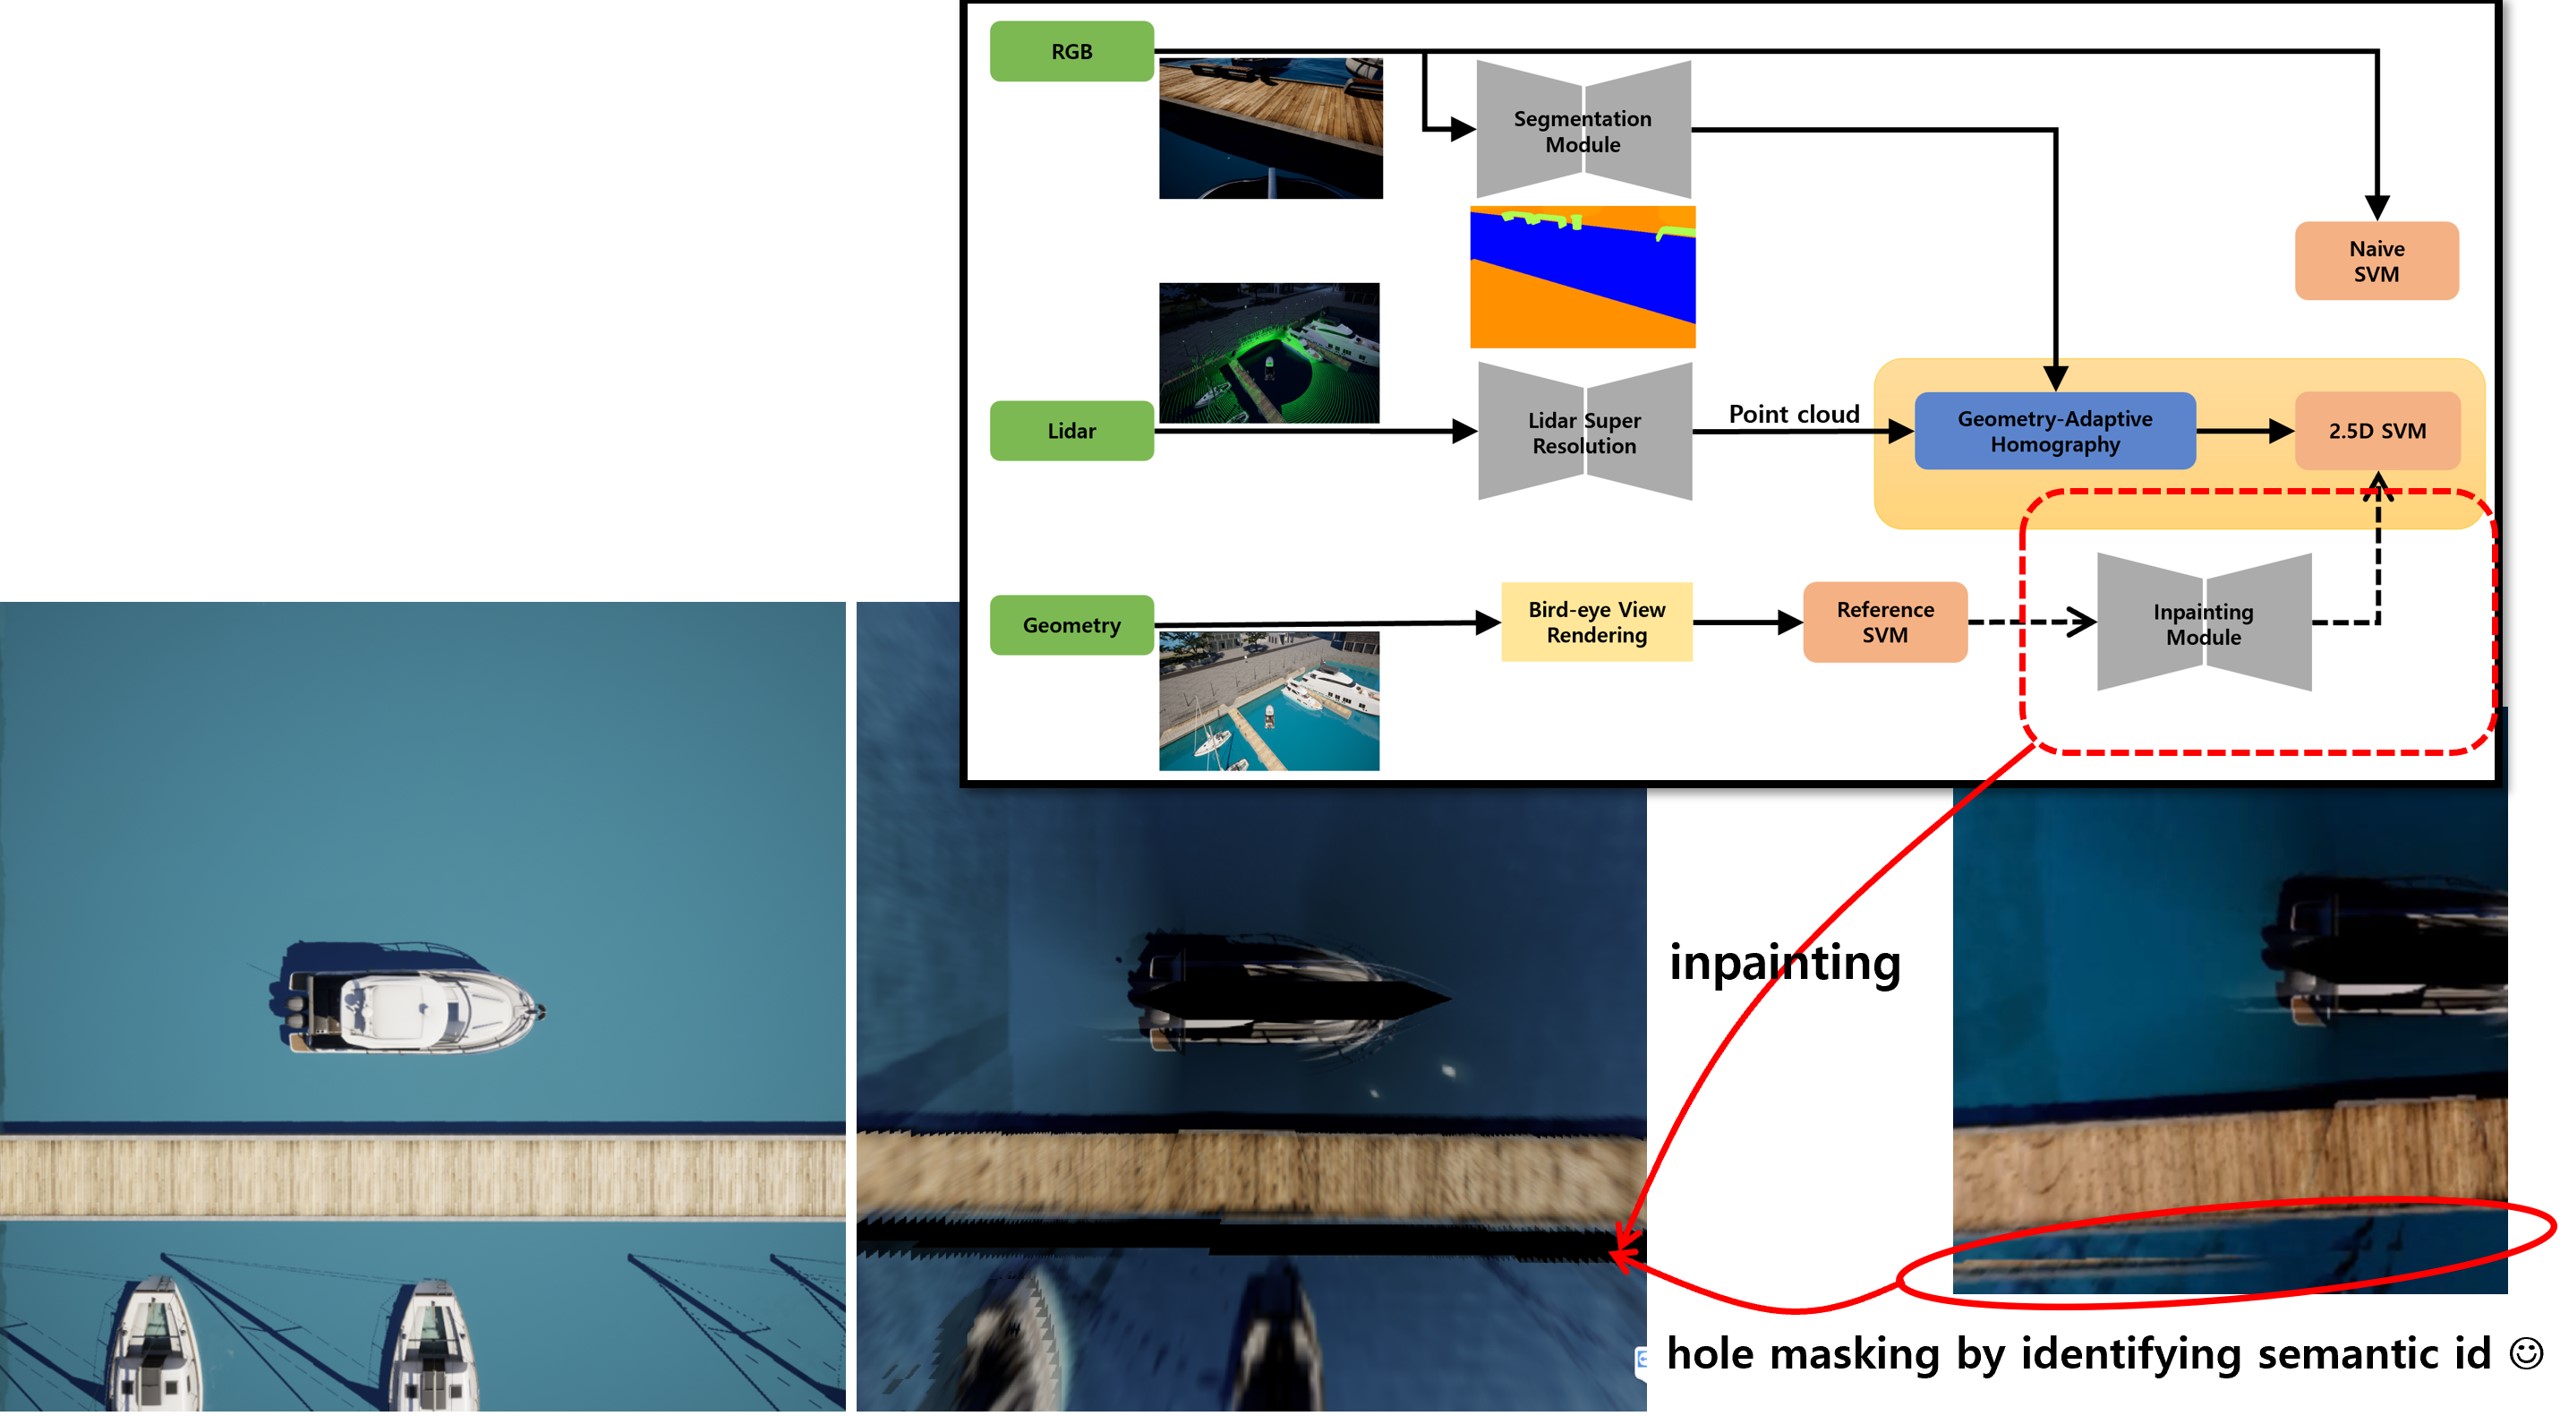 RGB
Segmentation
Module
Naive
SVM
Lidar
Lidar Super
Resolution
Point cloud
Geometry-Adaptive
Homography
2.5D SVM
Geometry
Bird-eye View
Rendering
Reference
SVM
Inpainting
Module
inpainting
hole masking by identifying semantic id ☺